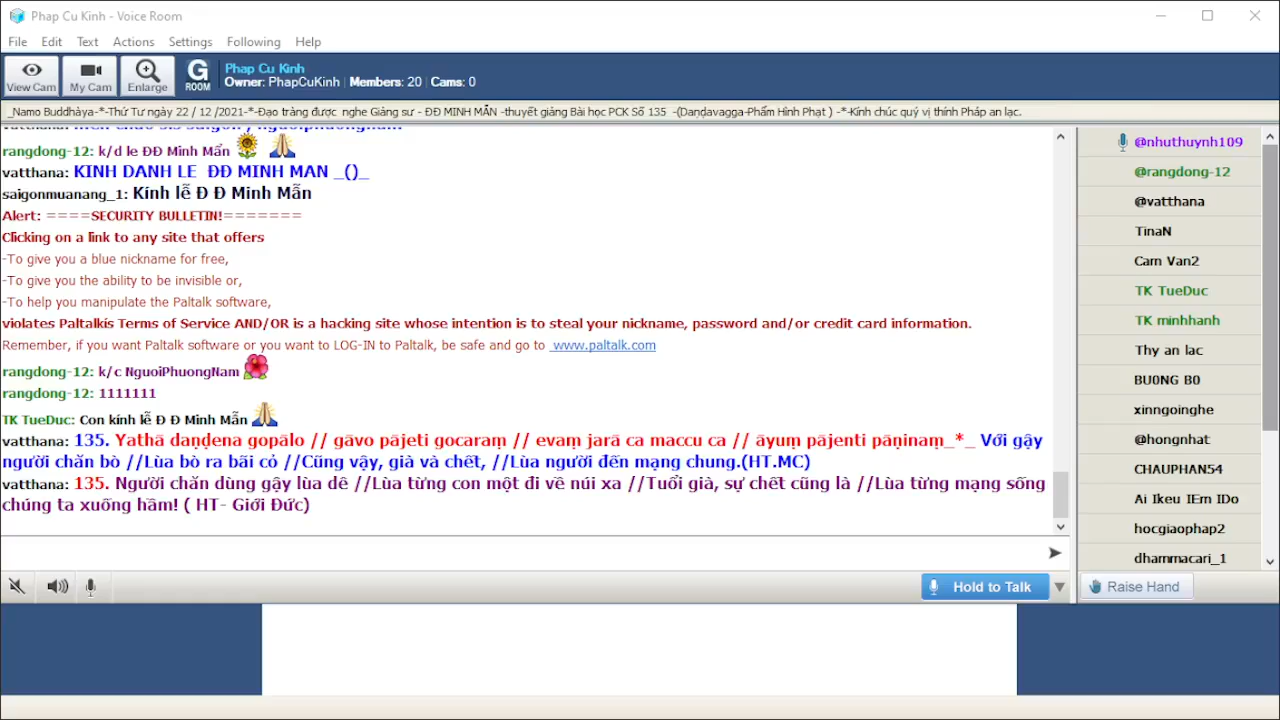 Phap Cu Kinh - Voice Room
File Edit Text Actions Settings Following Help
View Cam My Cam Enlarge G ROOM
Phap Cu Kinh
Owner: PhapCuKinh Members: 20 Cams: 0
_Namo Buddhàya-*-Thứ Tư ngày 22 / 12 /2021-*-Đạo tràng được nghe Giảng sư - ĐĐ MINH MẪN -thuyết giảng Bài học PCK Số 135 -(Daṇḍavagga-Phẩm Hình Phạt ) -*-Kính chúc quý vị thính Pháp an lạc.
rangdong-12: k/d le ĐĐ Minh Mẫn
vatthana: KINH DANH LE ĐĐ MINH MAN _()_
saigonmuanang_1: Kính lễ Đ Đ Minh Mẫn
Alert: ====SECURITY BULLETIN!=======
Clicking on a link to any site that offers
-To give you a blue nickname for free,
-To give you the ability to be invisible or,
-To help you manipulate the Paltalk software,
violates Paltalkís Terms of Service AND/OR is a hacking site whose intention is to steal your nickname, password and/or credit card information.
Remember, if you want Paltalk software or you want to LOG-IN to Paltalk, be safe and go to www.paltalk.com
rangdong-12: k/c NguoiPhuongNam
rangdong-12: 1111111
TK TueDuc: Con kính lễ Đ Đ Minh Mẫn
vatthana: 135. Yathā daṇḍena gopālo // gāvo pājeti gocaraṃ // evaṃ jarā ca maccu ca // āyuṃ pājenti pāṇinaṃ_*_ Với gậy
người chăn bò //Lùa bò ra bãi cỏ //Cũng vậy, già và chết, //Lùa người đến mạng chung.(HT.MC)
vatthana: 135. Người chăn dùng gậy lùa dê //Lùa từng con một đi về núi xa //Tuổi già, sự chết cũng là //Lùa từng mạng sống
chúng ta xuống hầm! ( HT- Giới Đức)
Hold to Talk
@nhuthuynh109
@rangdong-12
@vatthana
TinaN
Cam Van2
TK TueDuc
TK minhhanh
Thy an lac
BU0NG B0
xinngoinghe
@hongnhat
CHAUPHAN54
Ai lkeu IErn IDo
hocgiaophap2
dhammacari_1
Raise Hand